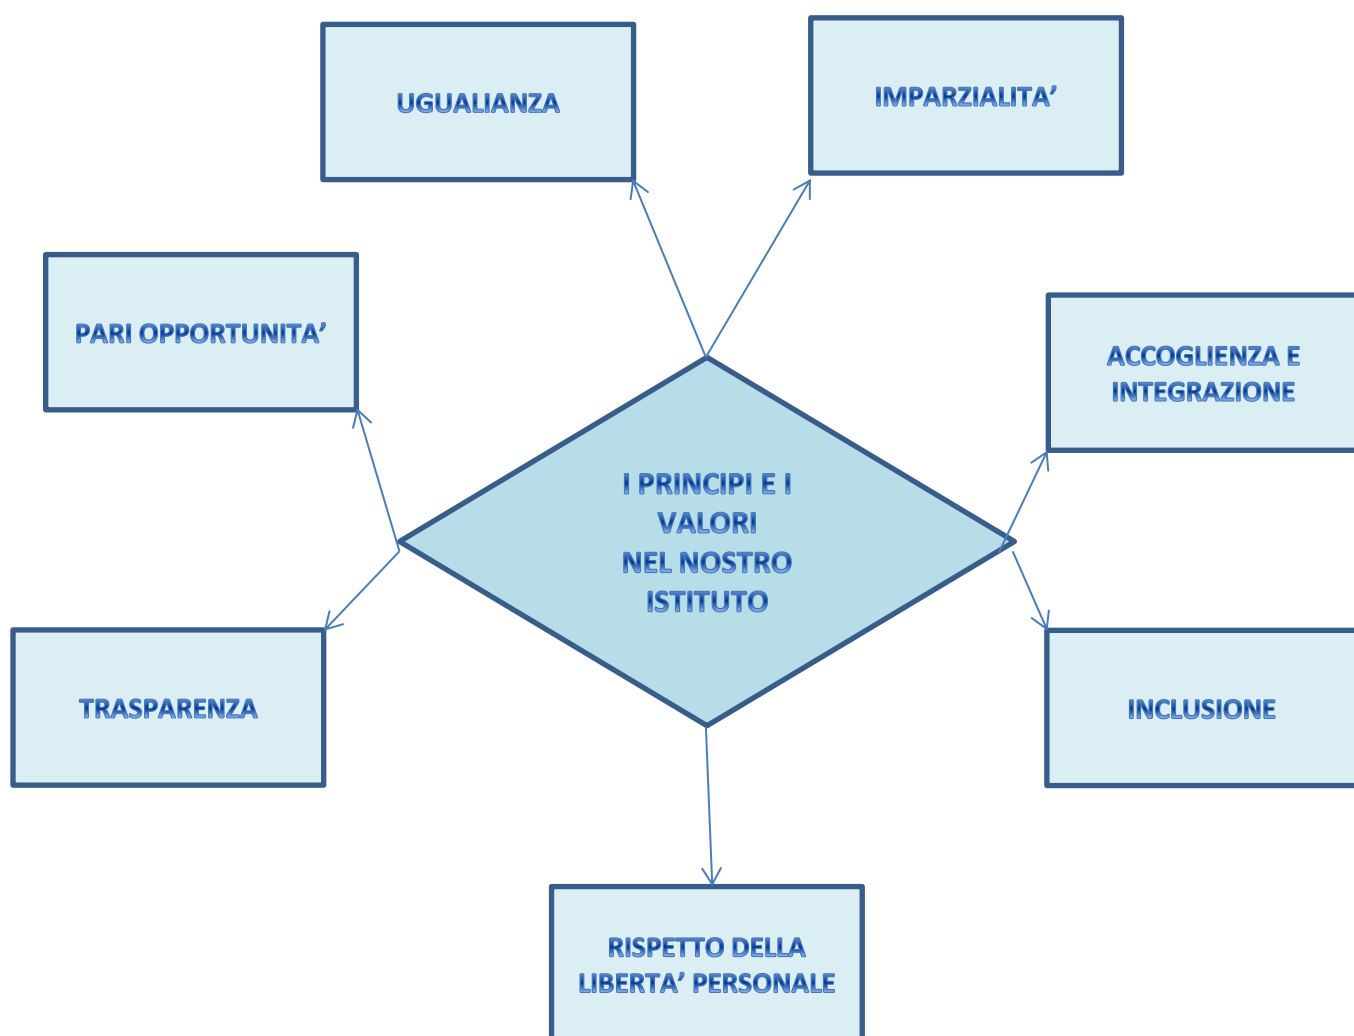 UGUALIANZA
IMPARZIALITA’
PARI OPPORTUNITA’
ACCOGLIENZA E
INTEGRAZIONE
I PRINCIPI E I
VALORI
NEL NOSTRO
ISTITUTO
TRASPARENZA
INCLUSIONE
RISPETTO DELLA
LIBERTA’ PERSONALE